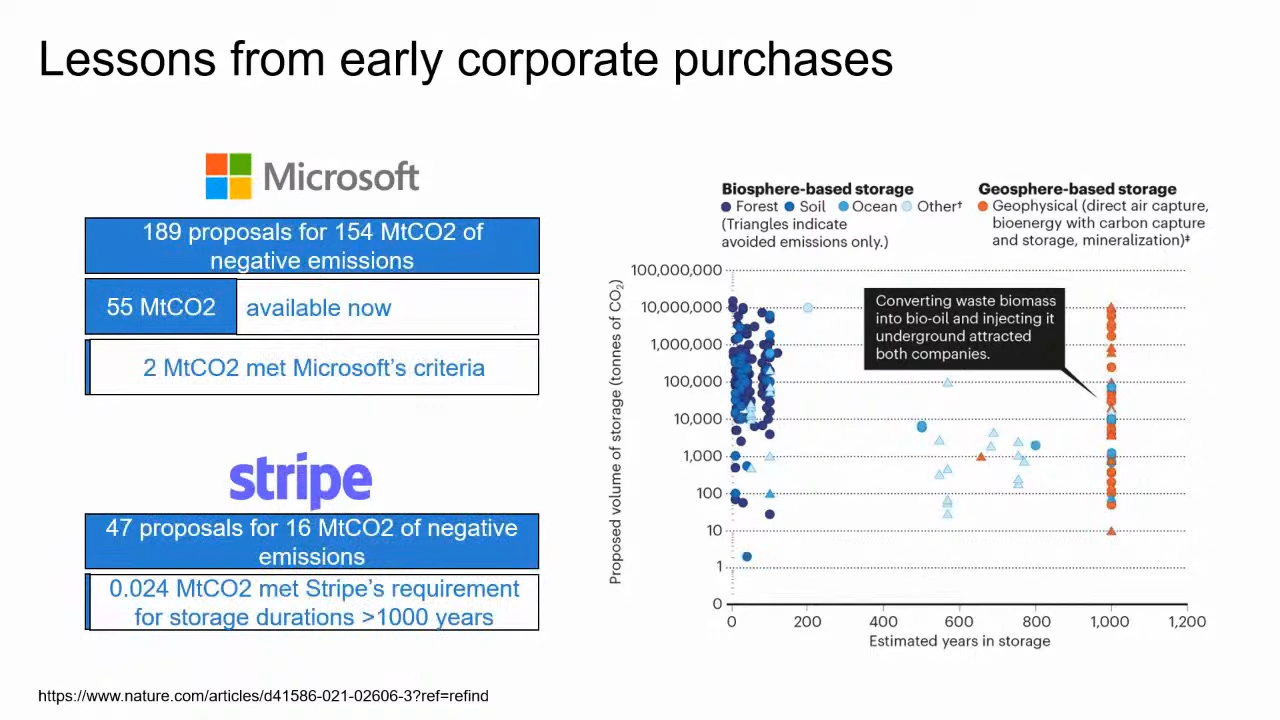 Lessons from early corporate purchases
Microsoft
189 proposals for 154 MtCO2 of
negative emissions
55 MtCO2
available now
2 MtCO2 met Microsoft's criteria
stripe
47 proposals for 16 MtCO2 of negative
emissions
0.024 MtCO2 met Stripe's requirement
for storage durations >1000 years
Biosphere-based storage
Forest Soil Ocean Other†
(Triangles indicate
avoided emissions only.)
Geosphere-based storage
Geophysical (direct air capture,
bioenergy with carbon capture
and storage, mineralization)‡
Proposed volume of storage (tonnes of CO₂)
100,000,000
10,000,000
1,000,000
100,000
10,000
1,000
100
10
1
0
Converting waste biomass
into bio-oil and injecting it
underground attracted
both companies.
0 200 400 600 800 1,000 1,200
Estimated years in storage
https://www.nature.com/articles/d41586-021-02606-3?ref=refind